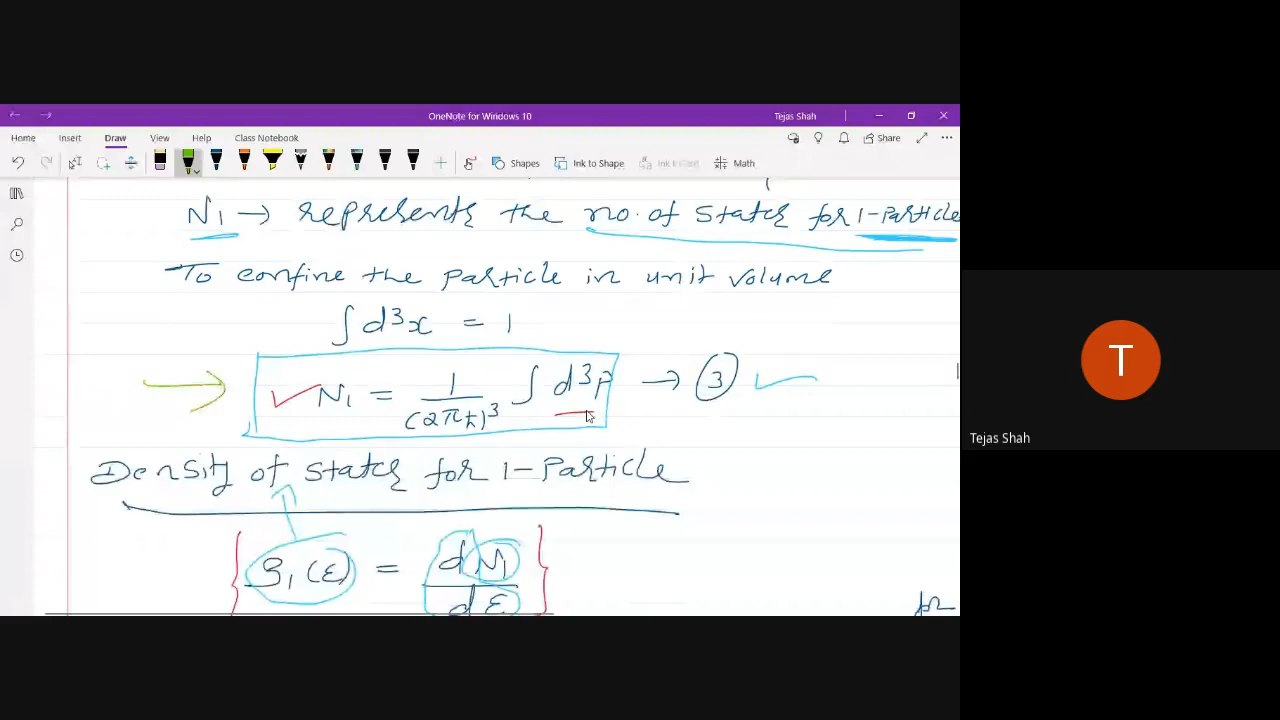 OneNote for Windows 10
Tejas Shah
Home Insert Draw View Help Class Notebook
Share
Shapes Ink to Shape Math
N1 → represents the no. of states for 1-Particle
To confine the particle in unit volume
∫ d³x = 1
→ ✓ N1 = 1/(2πħ)³ ∫ d³p → ③ ✓
Density of states for 1-Particle
{ ρ1(ε) = dN1/dε }
T
Tejas Shah